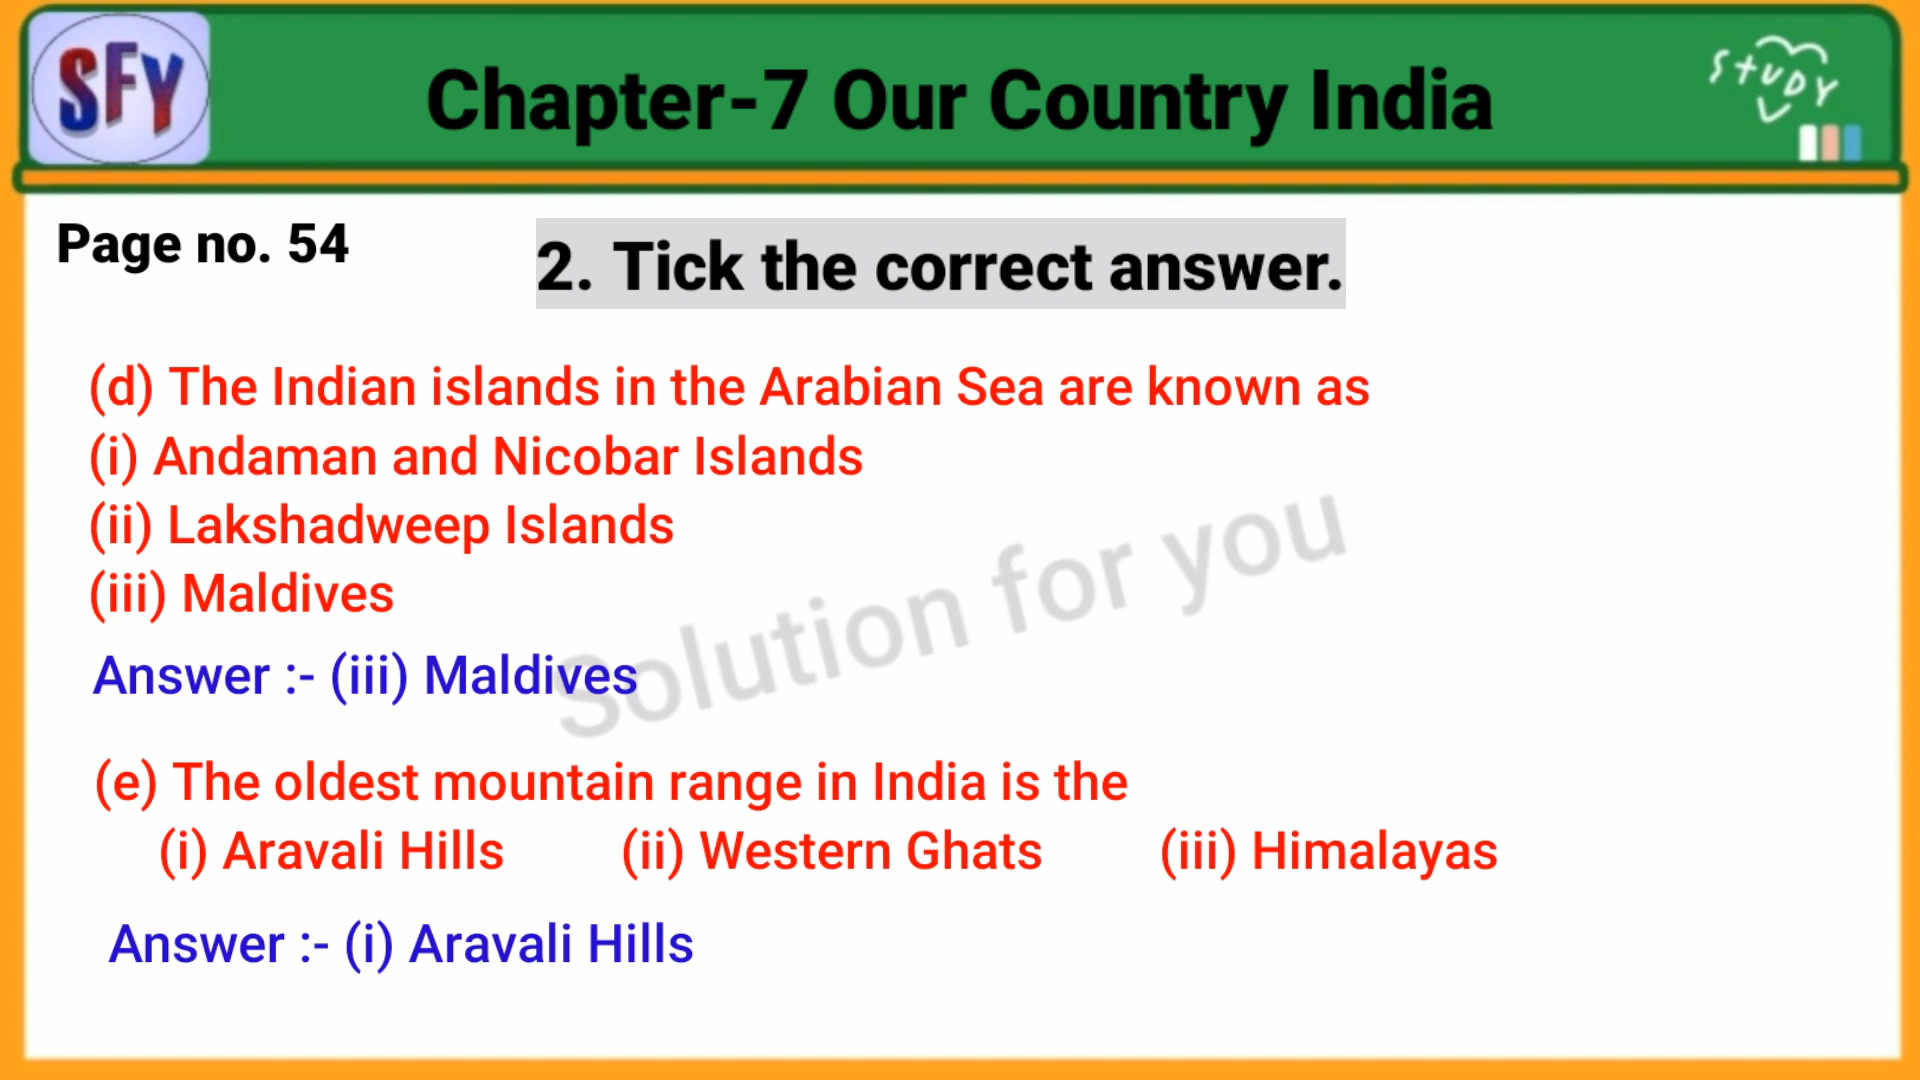 SFY
Chapter-7 Our Country India
STUDY
Page no. 54
2. Tick the correct answer.
(d) The Indian islands in the Arabian Sea are known as
(i) Andaman and Nicobar Islands
(ii) Lakshadweep Islands
(iii) Maldives
Answer :- (iii) Maldives
Solution for you
(e) The oldest mountain range in India is the
(i) Aravali Hills (ii) Western Ghats (iii) Himalayas
Answer :- (i) Aravali Hills